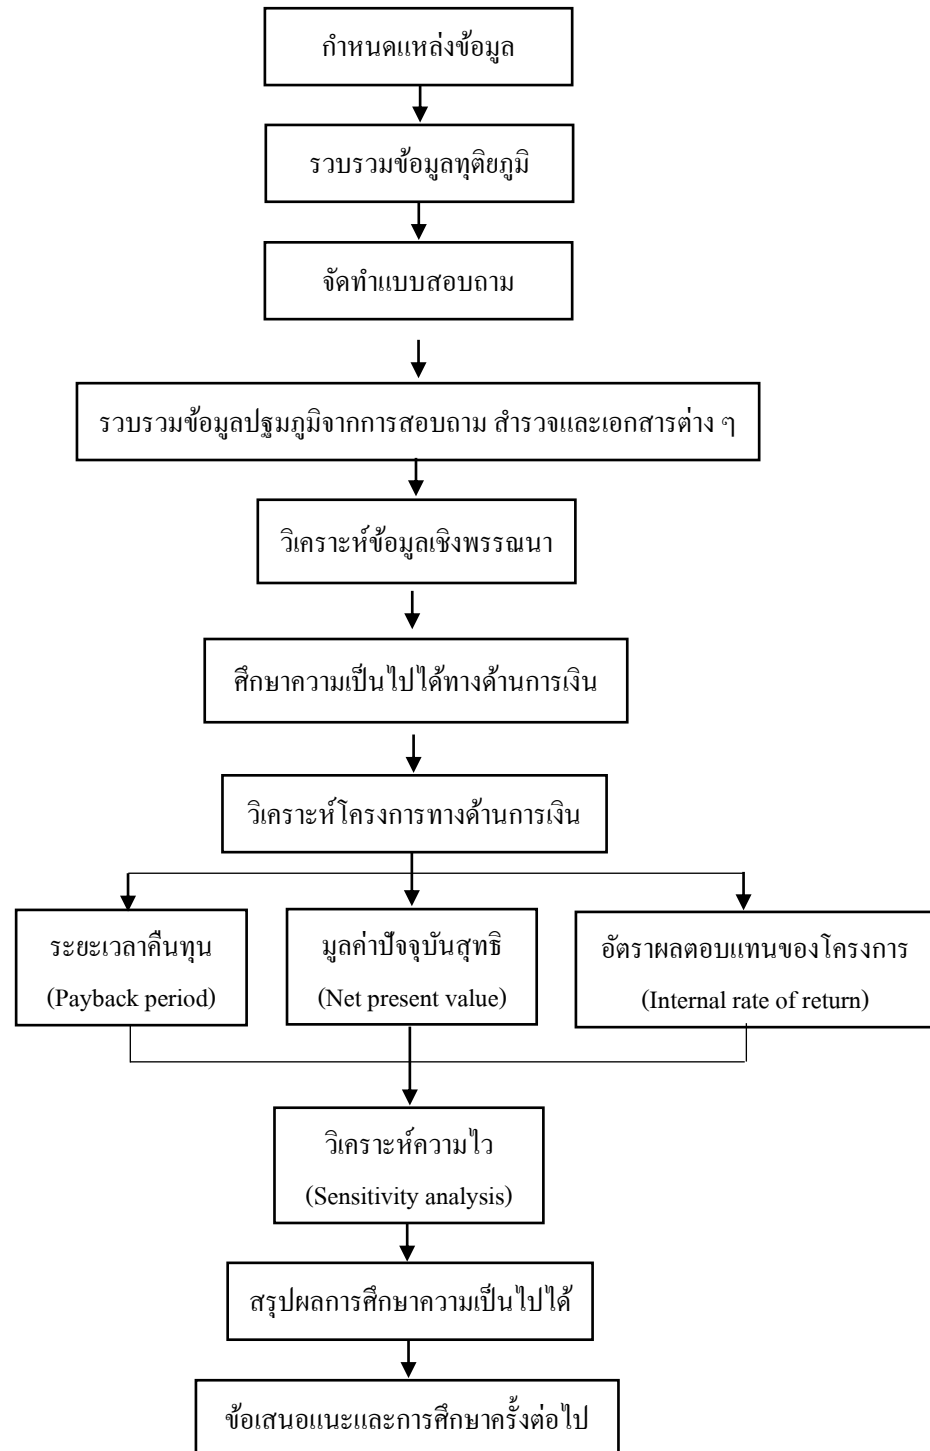 กำหนดแหล่งข้อมูล
รวบรวมข้อมูลทุติยภูมิ
จัดทำแบบสอบถาม
รวบรวมข้อมูลปฐมภูมิจากการสอบถาม สำรวจและเอกสารต่าง ๆ
วิเคราะห์ข้อมูลเชิงพรรณนา
ศึกษาความเป็นไปได้ทางด้านการเงิน
วิเคราะห์โครงการทางด้านการเงิน
ระยะเวลาคืนทุน
(Payback period)
มูลค่าปัจจุบันสุทธิ
(Net present value)
อัตราผลตอบแทนของโครงการ
(Internal rate of return)
วิเคราะห์ความไว
(Sensitivity analysis)
สรุปผลการศึกษาความเป็นไปได้
ข้อเสนอแนะและการศึกษาครั้งต่อไป